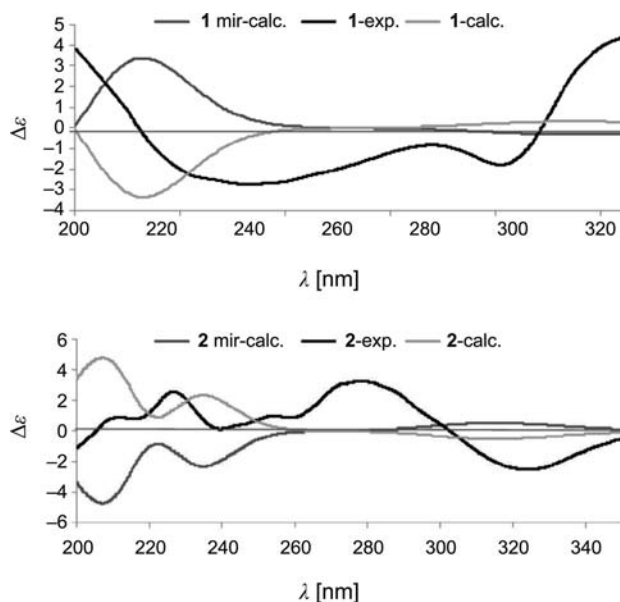 1 mir-calc. 1-exp. 1-calc.
5
4
3
2
1
0
−1
−2
−3
−4
Δε
200 220 240 260 280 300 320
λ [nm]
2 mir-calc. 2-exp. 2-calc.
6
4
2
0
−2
−4
−6
Δε
200 220 240 260 280 300 320 340
λ [nm]